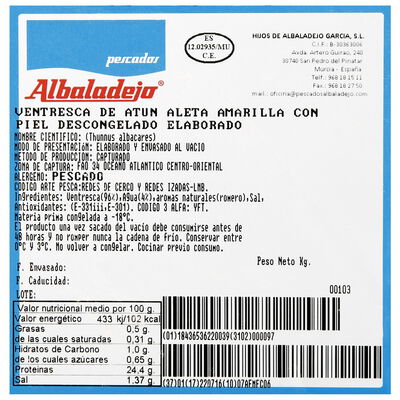 pescados
Albaladejo®
ES
12.02935/MU
C.E.
HIJOS DE ALBALADEJO GARCIA, S.L.
C.I.F.: B-30363006
Avda. Artero Guirao, 240
30740 San Pedro del Pinatar
Murcia - España
Telf.: 968 18 15 11
Fax: 968 18 27 50
mail: oficina@pescadosalbaladejo.com
VENTRESCA DE ATUN ALETA AMARILLA CON
PIEL DESCONGELADO ELABORADO
NOMBRE CIENTIFICO: (Thunnus albacares)
MODO DE PRESENTACIÓN: ELABORADO Y ENVASADO AL VACIO
METODO DE PRODUCCION: CAPTURADO
ZONA DE CAPTURA: FAO 34 OCEANO ATLANTICO CENTRO-ORIENTAL
ALERGENO: PESCADO
CODIGO ARTE PESCA:REDES DE CERCO Y REDES IZADAS-LNB.
Ingredientes: Ventresca(96%),Agua(4%),aromas naturales(romero),Sal,
Antioxidantes: (E-331iii,E-301). CODIGO 3 ALFA: YFT.
Materia prima congelada a -18ºC.
El producto una vez sacado del vacio debe consumirse antes de
48 horas y no romper nunca la cadena de frio. Conservar entre
0ºC y 3ºC. No volver a congelar. Cocinar previo consumo.
Peso Neto Kg.
F. Envasado:
F. Caducidad:
00103
LOTE:
Valor nutricional medio por 100 g.
Valor energético 433 kj/102 kcal
Grasas 0,5 g
de las cuales saturadas 0,31 g
Hidratos de Carbono 1,0 g
de los cuales azúcares 0,65 g
Proteinas 24,4 g
Sal 1,37 g
(01)18436536220039(3102)000097
(37)01(17)220716(10)07AEMFC06